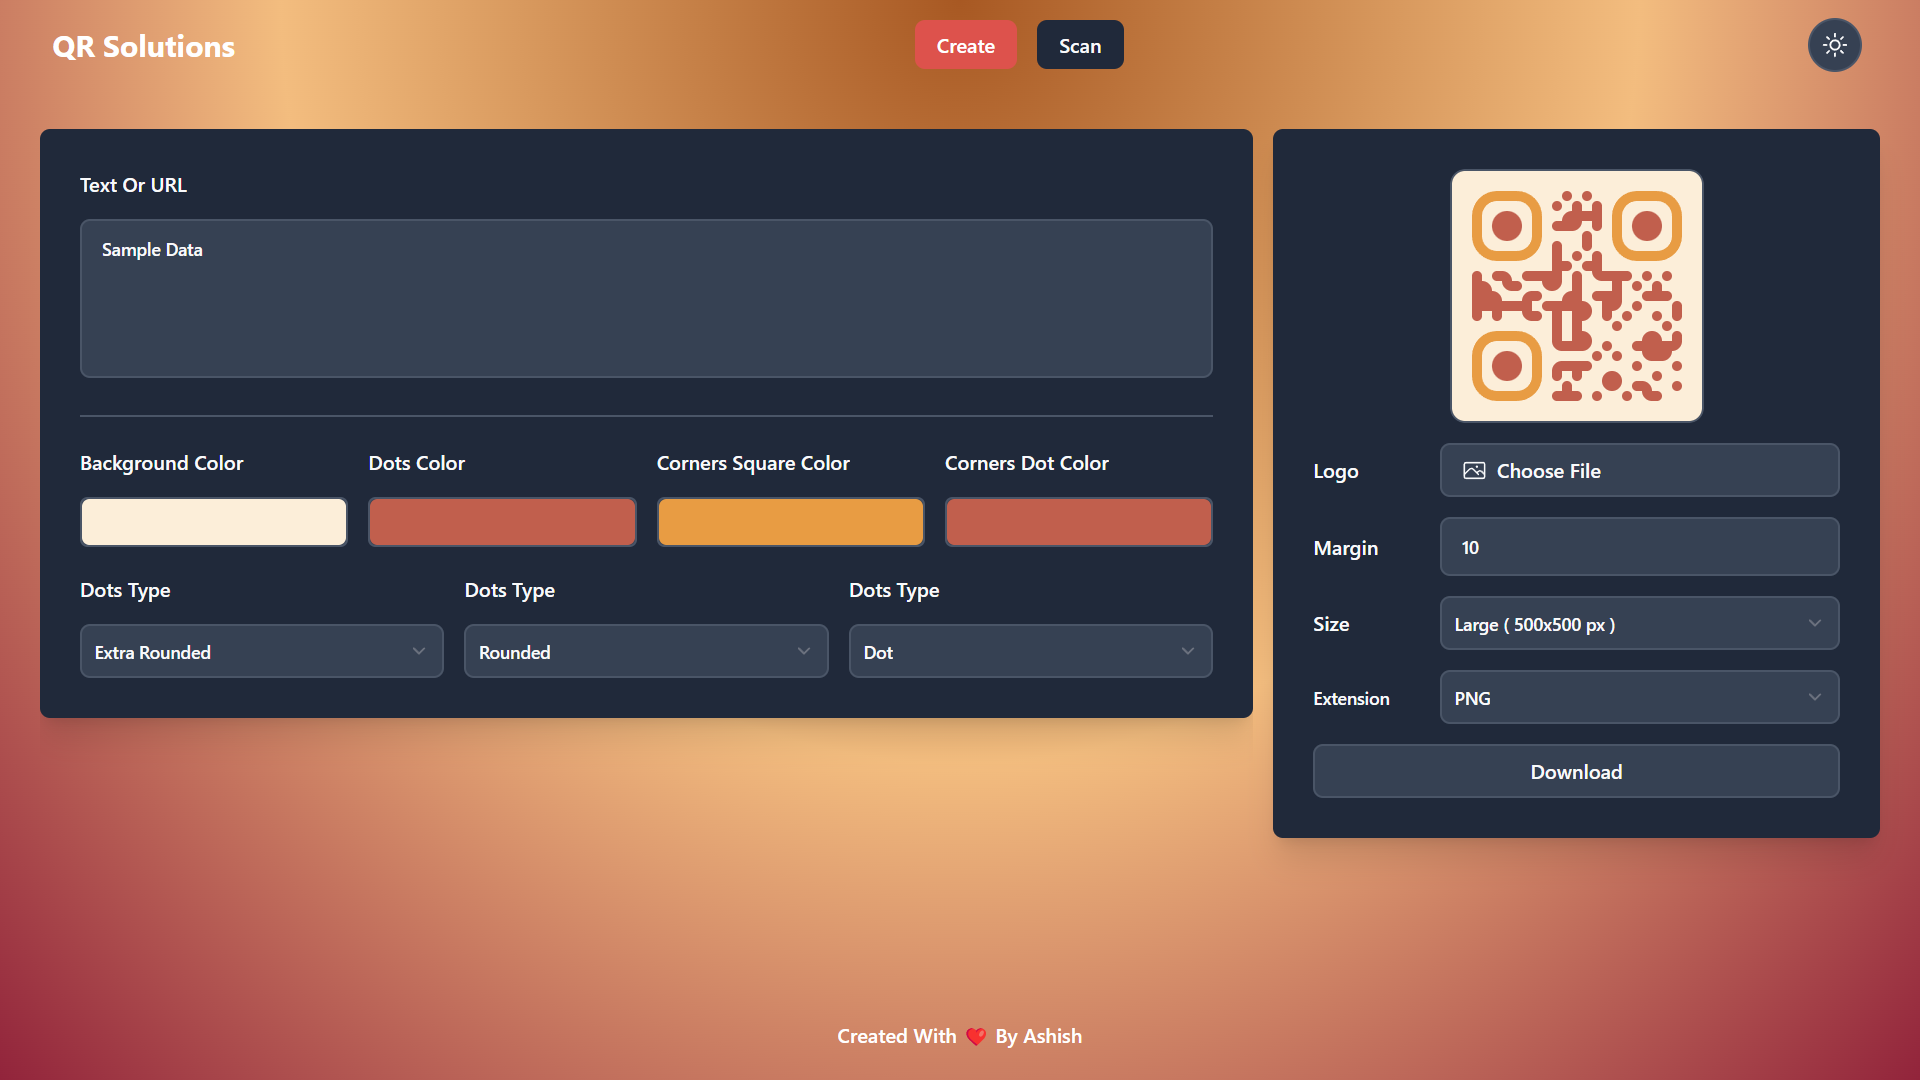 QR Solutions
Create
Scan
Text Or URL
Sample Data
Background Color
Dots Color
Corners Square Color
Corners Dot Color
Dots Type
Dots Type
Dots Type
Extra Rounded
Rounded
Dot
Logo
Choose File
Margin
10
Size
Large ( 500x500 px )
Extension
PNG
Download
Created With ❤️ By Ashish